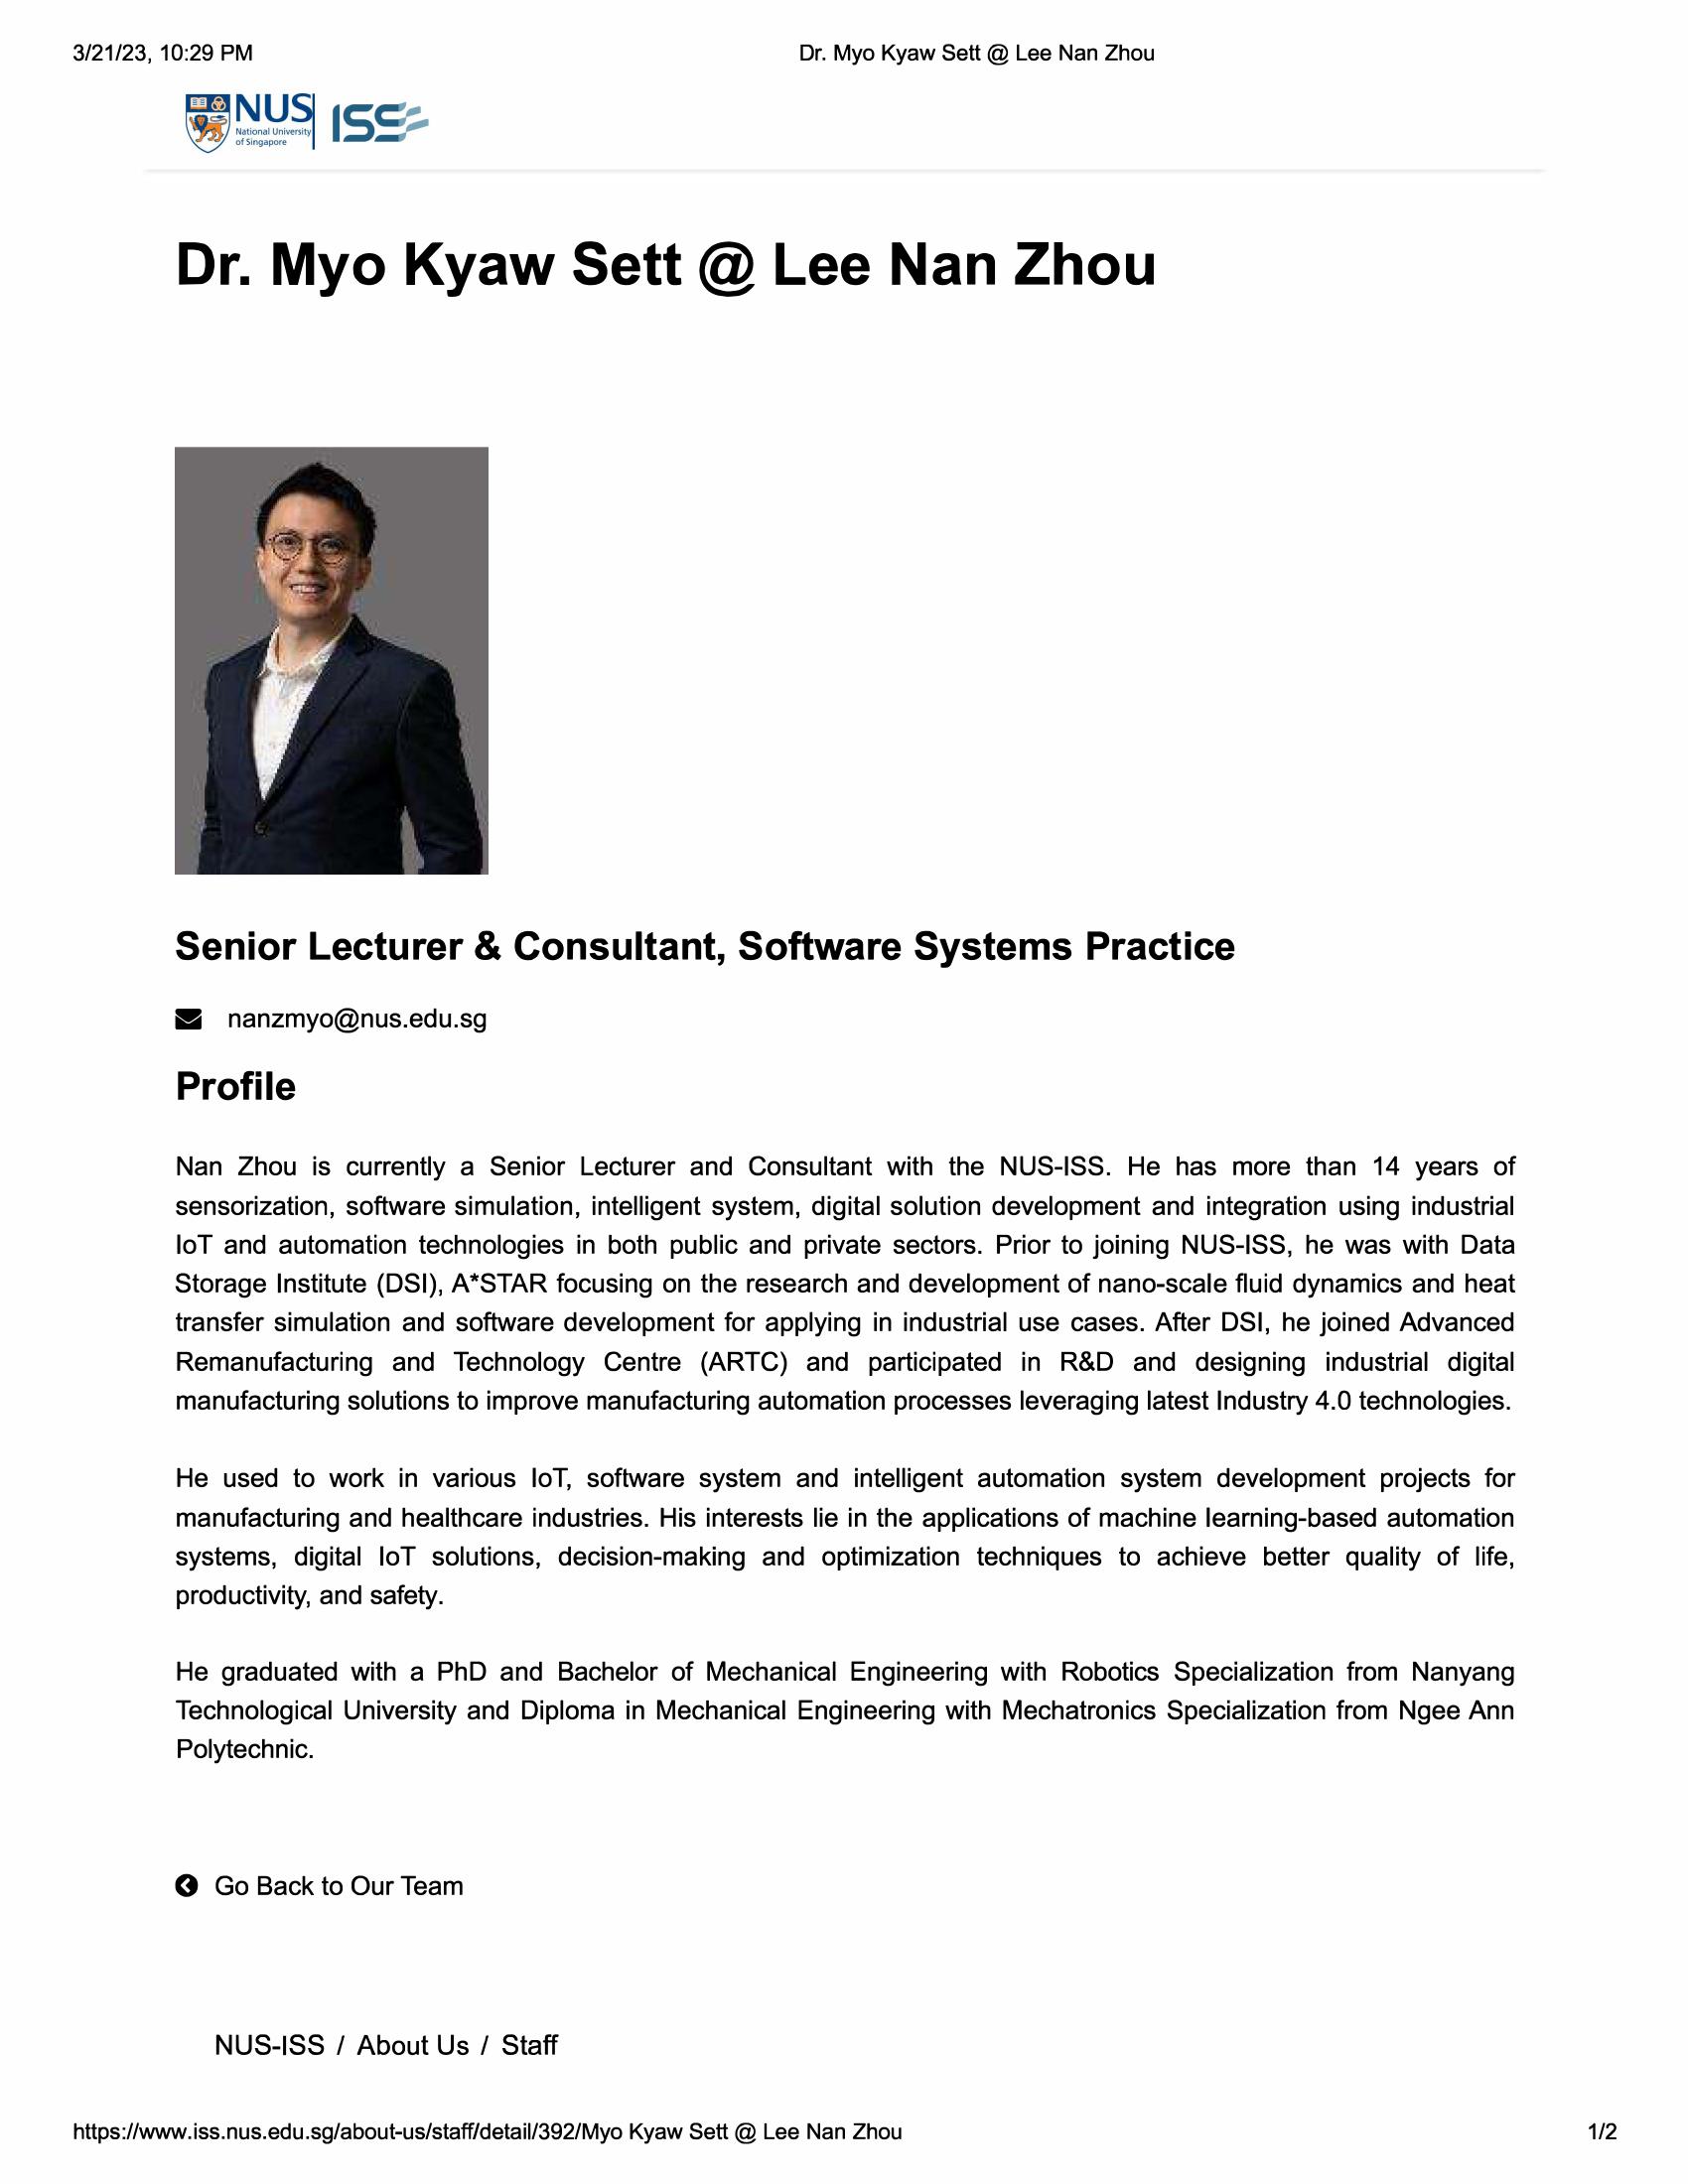 3/21/23, 10:29 PM
Dr. Myo Kyaw Sett @ Lee Nan Zhou
NUS
National University
of Singapore
ISS
Dr. Myo Kyaw Sett @ Lee Nan Zhou
Senior Lecturer & Consultant, Software Systems Practice
nanzmyo@nus.edu.sg
Profile
Nan Zhou is currently a Senior Lecturer and Consultant with the NUS-ISS. He has more than 14 years of
sensorization, software simulation, intelligent system, digital solution development and integration using industrial
IoT and automation technologies in both public and private sectors. Prior to joining NUS-ISS, he was with Data
Storage Institute (DSI), A*STAR focusing on the research and development of nano-scale fluid dynamics and heat
transfer simulation and software development for applying in industrial use cases. After DSI, he joined Advanced
Remanufacturing and Technology Centre (ARTC) and participated in R&D and designing industrial digital
manufacturing solutions to improve manufacturing automation processes leveraging latest Industry 4.0 technologies.
He used to work in various IoT, software system and intelligent automation system development projects for
manufacturing and healthcare industries. His interests lie in the applications of machine learning-based automation
systems, digital IoT solutions, decision-making and optimization techniques to achieve better quality of life,
productivity, and safety.
He graduated with a PhD and Bachelor of Mechanical Engineering with Robotics Specialization from Nanyang
Technological University and Diploma in Mechanical Engineering with Mechatronics Specialization from Ngee Ann
Polytechnic.
Go Back to Our Team
NUS-ISS / About Us / Staff
https://www.iss.nus.edu.sg/about-us/staff/detail/392/Myo Kyaw Sett @ Lee Nan Zhou
1/2